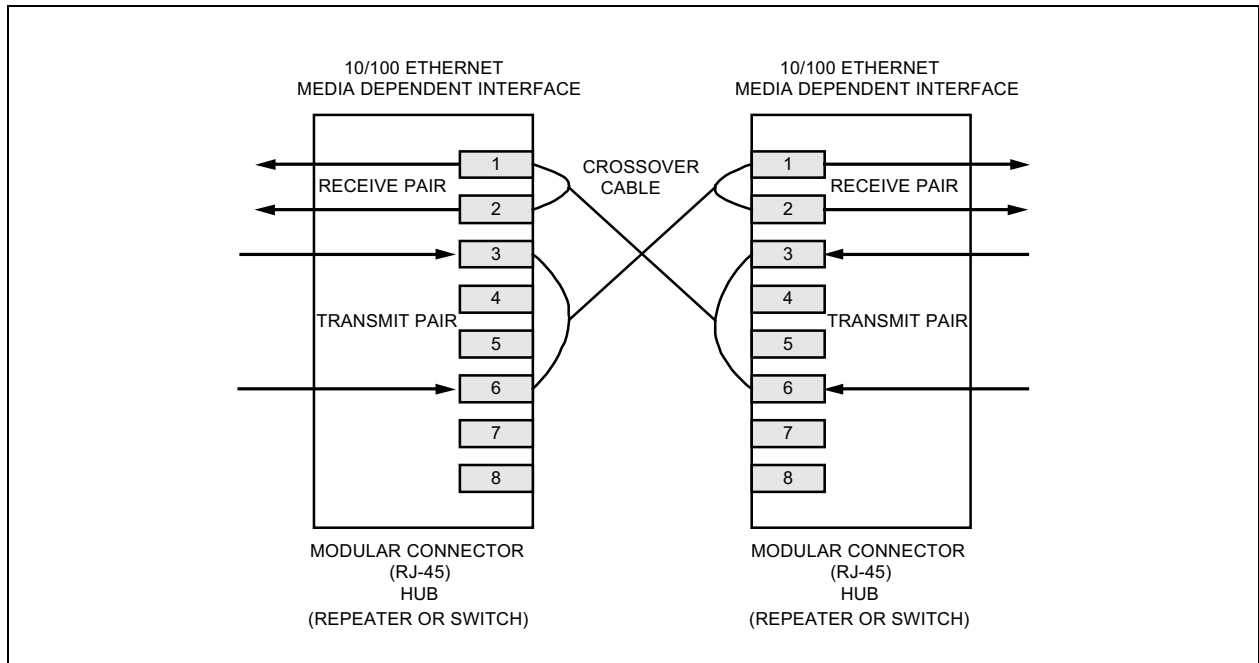 10/100 ETHERNET
MEDIA DEPENDENT INTERFACE
10/100 ETHERNET
MEDIA DEPENDENT INTERFACE
1
RECEIVE PAIR
2
3
4
TRANSMIT PAIR
5
6
7
8
CROSSOVER
CABLE
1
RECEIVE PAIR
2
3
4
TRANSMIT PAIR
5
6
7
8
MODULAR CONNECTOR
(RJ-45)
HUB
(REPEATER OR SWITCH)
MODULAR CONNECTOR
(RJ-45)
HUB
(REPEATER OR SWITCH)